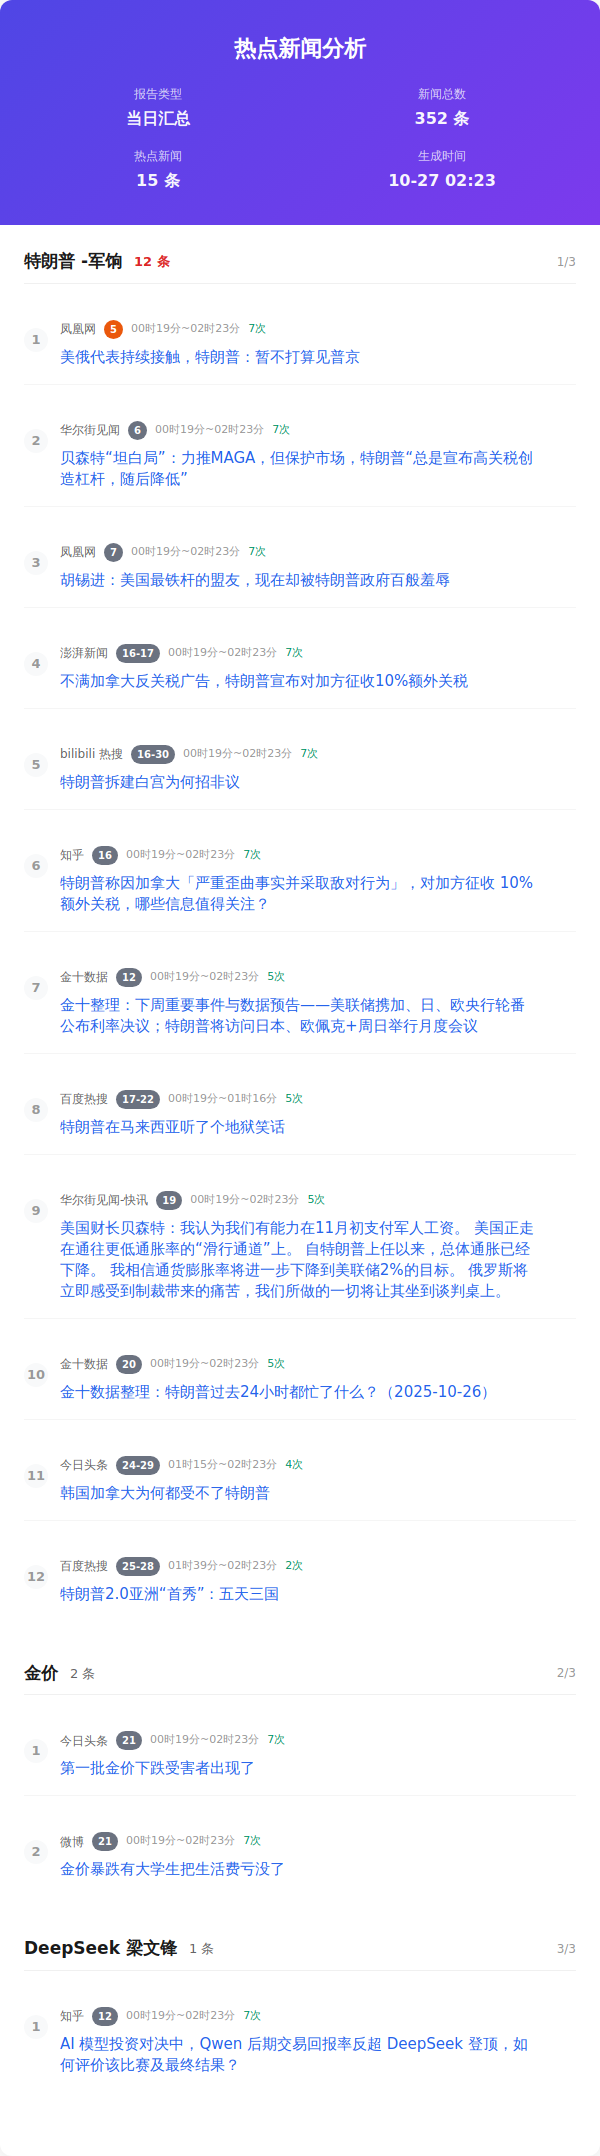 热点新闻分析
报告类型
新闻总数
当日汇总
352 条
热点新闻
生成时间
15 条
10-27 02:23
特朗普 -军饷 12 条 1/3
1 凤凰网 5 00时19分~02时23分 7次
美俄代表持续接触，特朗普：暂不打算见普京
2 华尔街见闻 6 00时19分~02时23分 7次
贝森特“坦白局”：力推MAGA，但保护市场，特朗普“总是宣布高关税创
造杠杆，随后降低”
3 凤凰网 7 00时19分~02时23分 7次
胡锡进：美国最铁杆的盟友，现在却被特朗普政府百般羞辱
4 澎湃新闻 16-17 00时19分~02时23分 7次
不满加拿大反关税广告，特朗普宣布对加方征收10%额外关税
5 bilibili 热搜 16-30 00时19分~02时23分 7次
特朗普拆建白宫为何招非议
6 知乎 16 00时19分~02时23分 7次
特朗普称因加拿大「严重歪曲事实并采取敌对行为」，对加方征收 10%
额外关税，哪些信息值得关注？
7 金十数据 12 00时19分~02时23分 5次
金十整理：下周重要事件与数据预告——美联储携加、日、欧央行轮番
公布利率决议；特朗普将访问日本、欧佩克+周日举行月度会议
8 百度热搜 17-22 00时19分~01时16分 5次
特朗普在马来西亚听了个地狱笑话
9 华尔街见闻-快讯 19 00时19分~02时23分 5次
美国财长贝森特：我认为我们有能力在11月初支付军人工资。 美国正走
在通往更低通胀率的“滑行通道”上。 自特朗普上任以来，总体通胀已经
下降。 我相信通货膨胀率将进一步下降到美联储2%的目标。 俄罗斯将
立即感受到制裁带来的痛苦，我们所做的一切将让其坐到谈判桌上。
10 金十数据 20 00时19分~02时23分 5次
金十数据整理：特朗普过去24小时都忙了什么？（2025-10-26）
11 今日头条 24-29 01时15分~02时23分 4次
韩国加拿大为何都受不了特朗普
12 百度热搜 25-28 01时39分~02时23分 2次
特朗普2.0亚洲“首秀”：五天三国
金价 2 条 2/3
1 今日头条 21 00时19分~02时23分 7次
第一批金价下跌受害者出现了
2 微博 21 00时19分~02时23分 7次
金价暴跌有大学生把生活费亏没了
DeepSeek 梁文锋 1 条 3/3
1 知乎 12 00时19分~02时23分 7次
AI 模型投资对决中，Qwen 后期交易回报率反超 DeepSeek 登顶，如
何评价该比赛及最终结果？